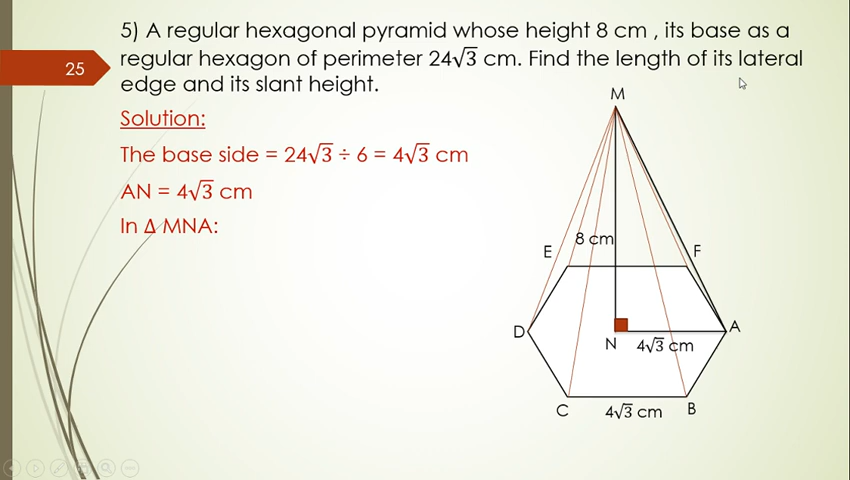 5) A regular hexagonal pyramid whose height 8 cm , its base as a
regular hexagon of perimeter 24√3 cm. Find the length of its lateral
edge and its slant height.
25
Solution:
The base side = 24√3 ÷ 6 = 4√3 cm
AN = 4√3 cm
In Δ MNA:
M
E
8 cm
F
D
N
4√3 cm
A
C
4√3 cm
B